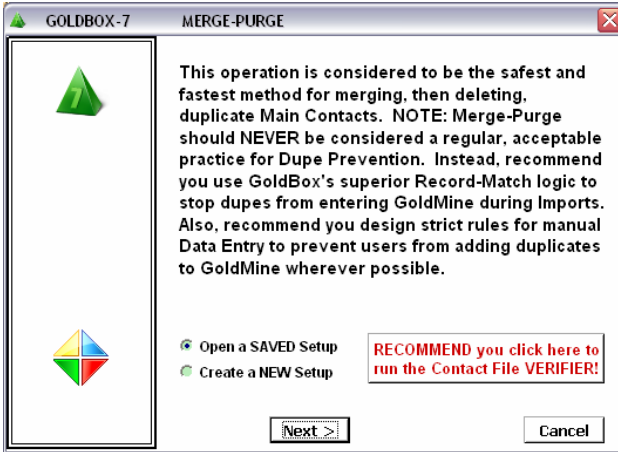 GOLDBOX-7 MERGE-PURGE
7
This operation is considered to be the safest and
fastest method for merging, then deleting,
duplicate Main Contacts. NOTE: Merge-Purge
should NEVER be considered a regular, acceptable
practice for Dupe Prevention. Instead, recommend
you use GoldBox's superior Record-Match logic to
stop dupes from entering GoldMine during Imports.
Also, recommend you design strict rules for manual
Data Entry to prevent users from adding duplicates
to GoldMine wherever possible.
Open a SAVED Setup
Create a NEW Setup
RECOMMEND you click here to
run the Contact File VERIFIER!
Next >
Cancel